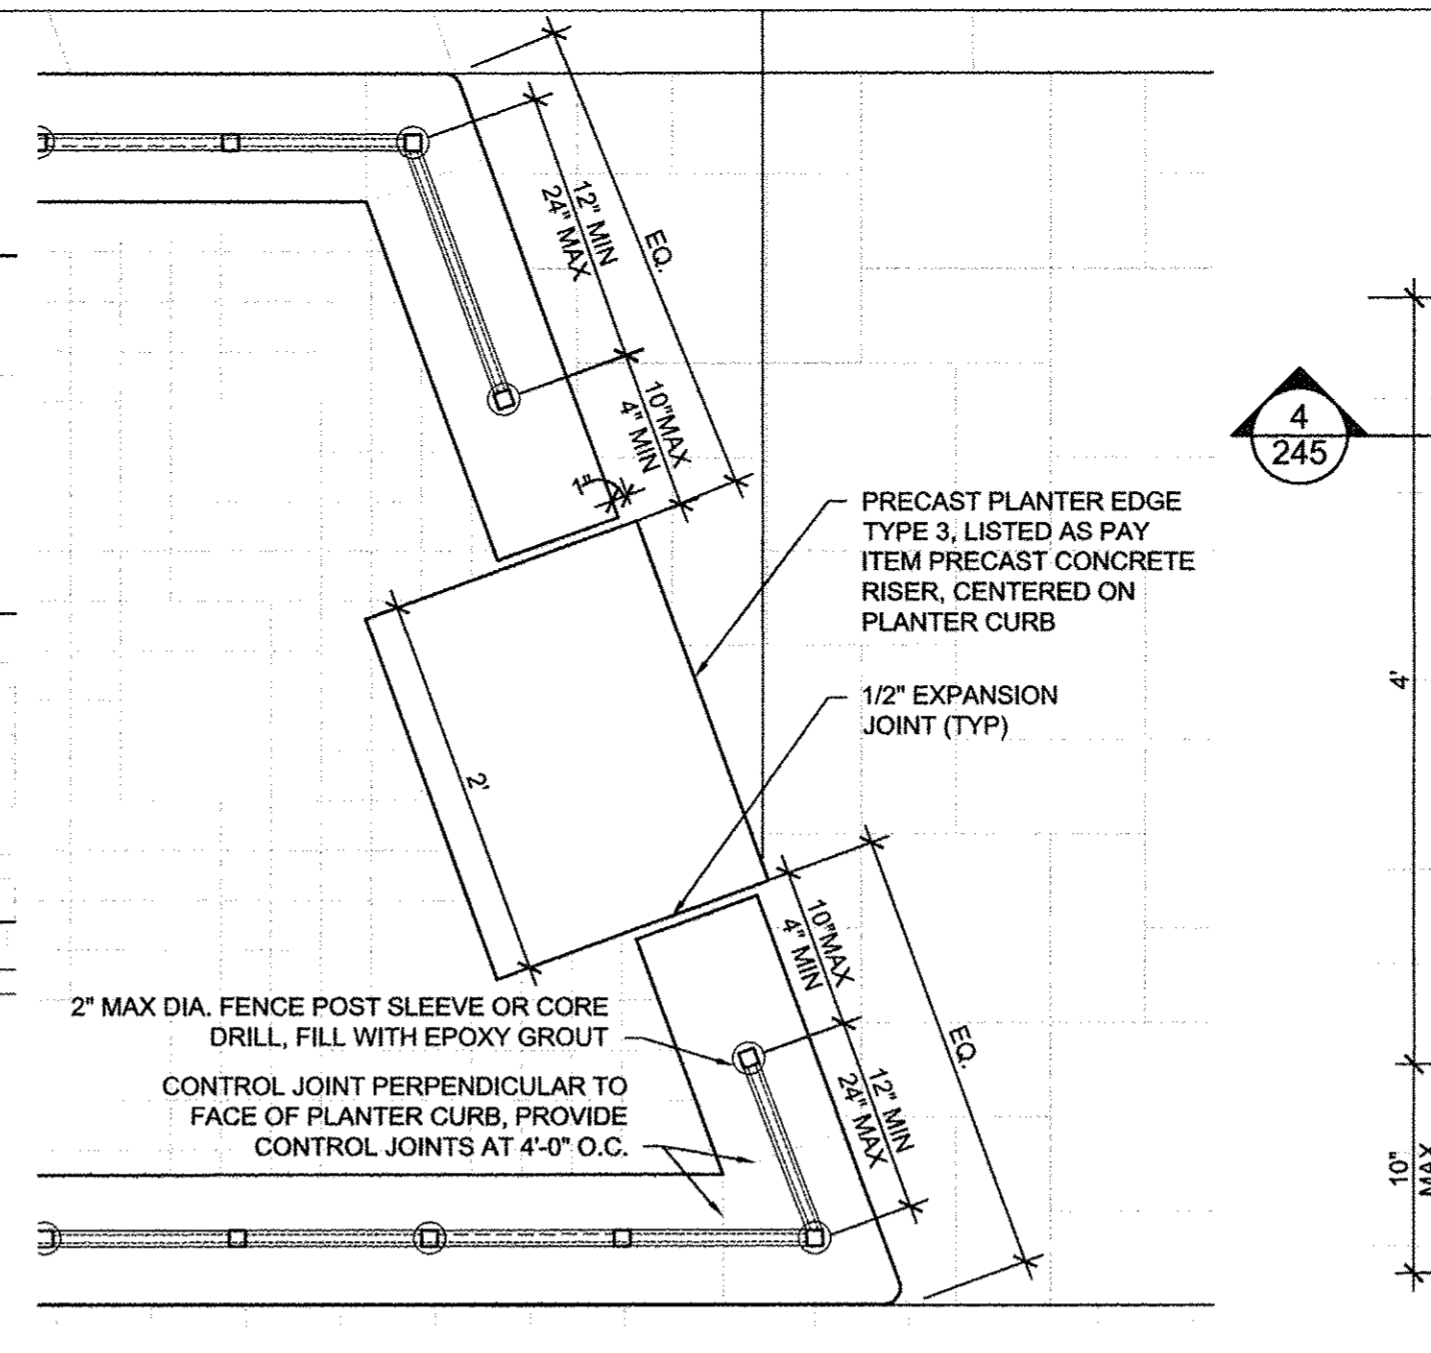 12" MIN
24" MAX
EQ.
10"MAX
4" MIN
1"
4
245
PRECAST PLANTER EDGE
TYPE 3, LISTED AS PAY
ITEM PRECAST CONCRETE
RISER, CENTERED ON
PLANTER CURB
1/2" EXPANSION
JOINT (TYP)
4'
2'
10"MAX
4" MIN
EQ.
12" MIN
24" MAX
2" MAX DIA. FENCE POST SLEEVE OR CORE
DRILL, FILL WITH EPOXY GROUT
CONTROL JOINT PERPENDICULAR TO
FACE OF PLANTER CURB, PROVIDE
CONTROL JOINTS AT 4'-0" O.C.
10"
MAX